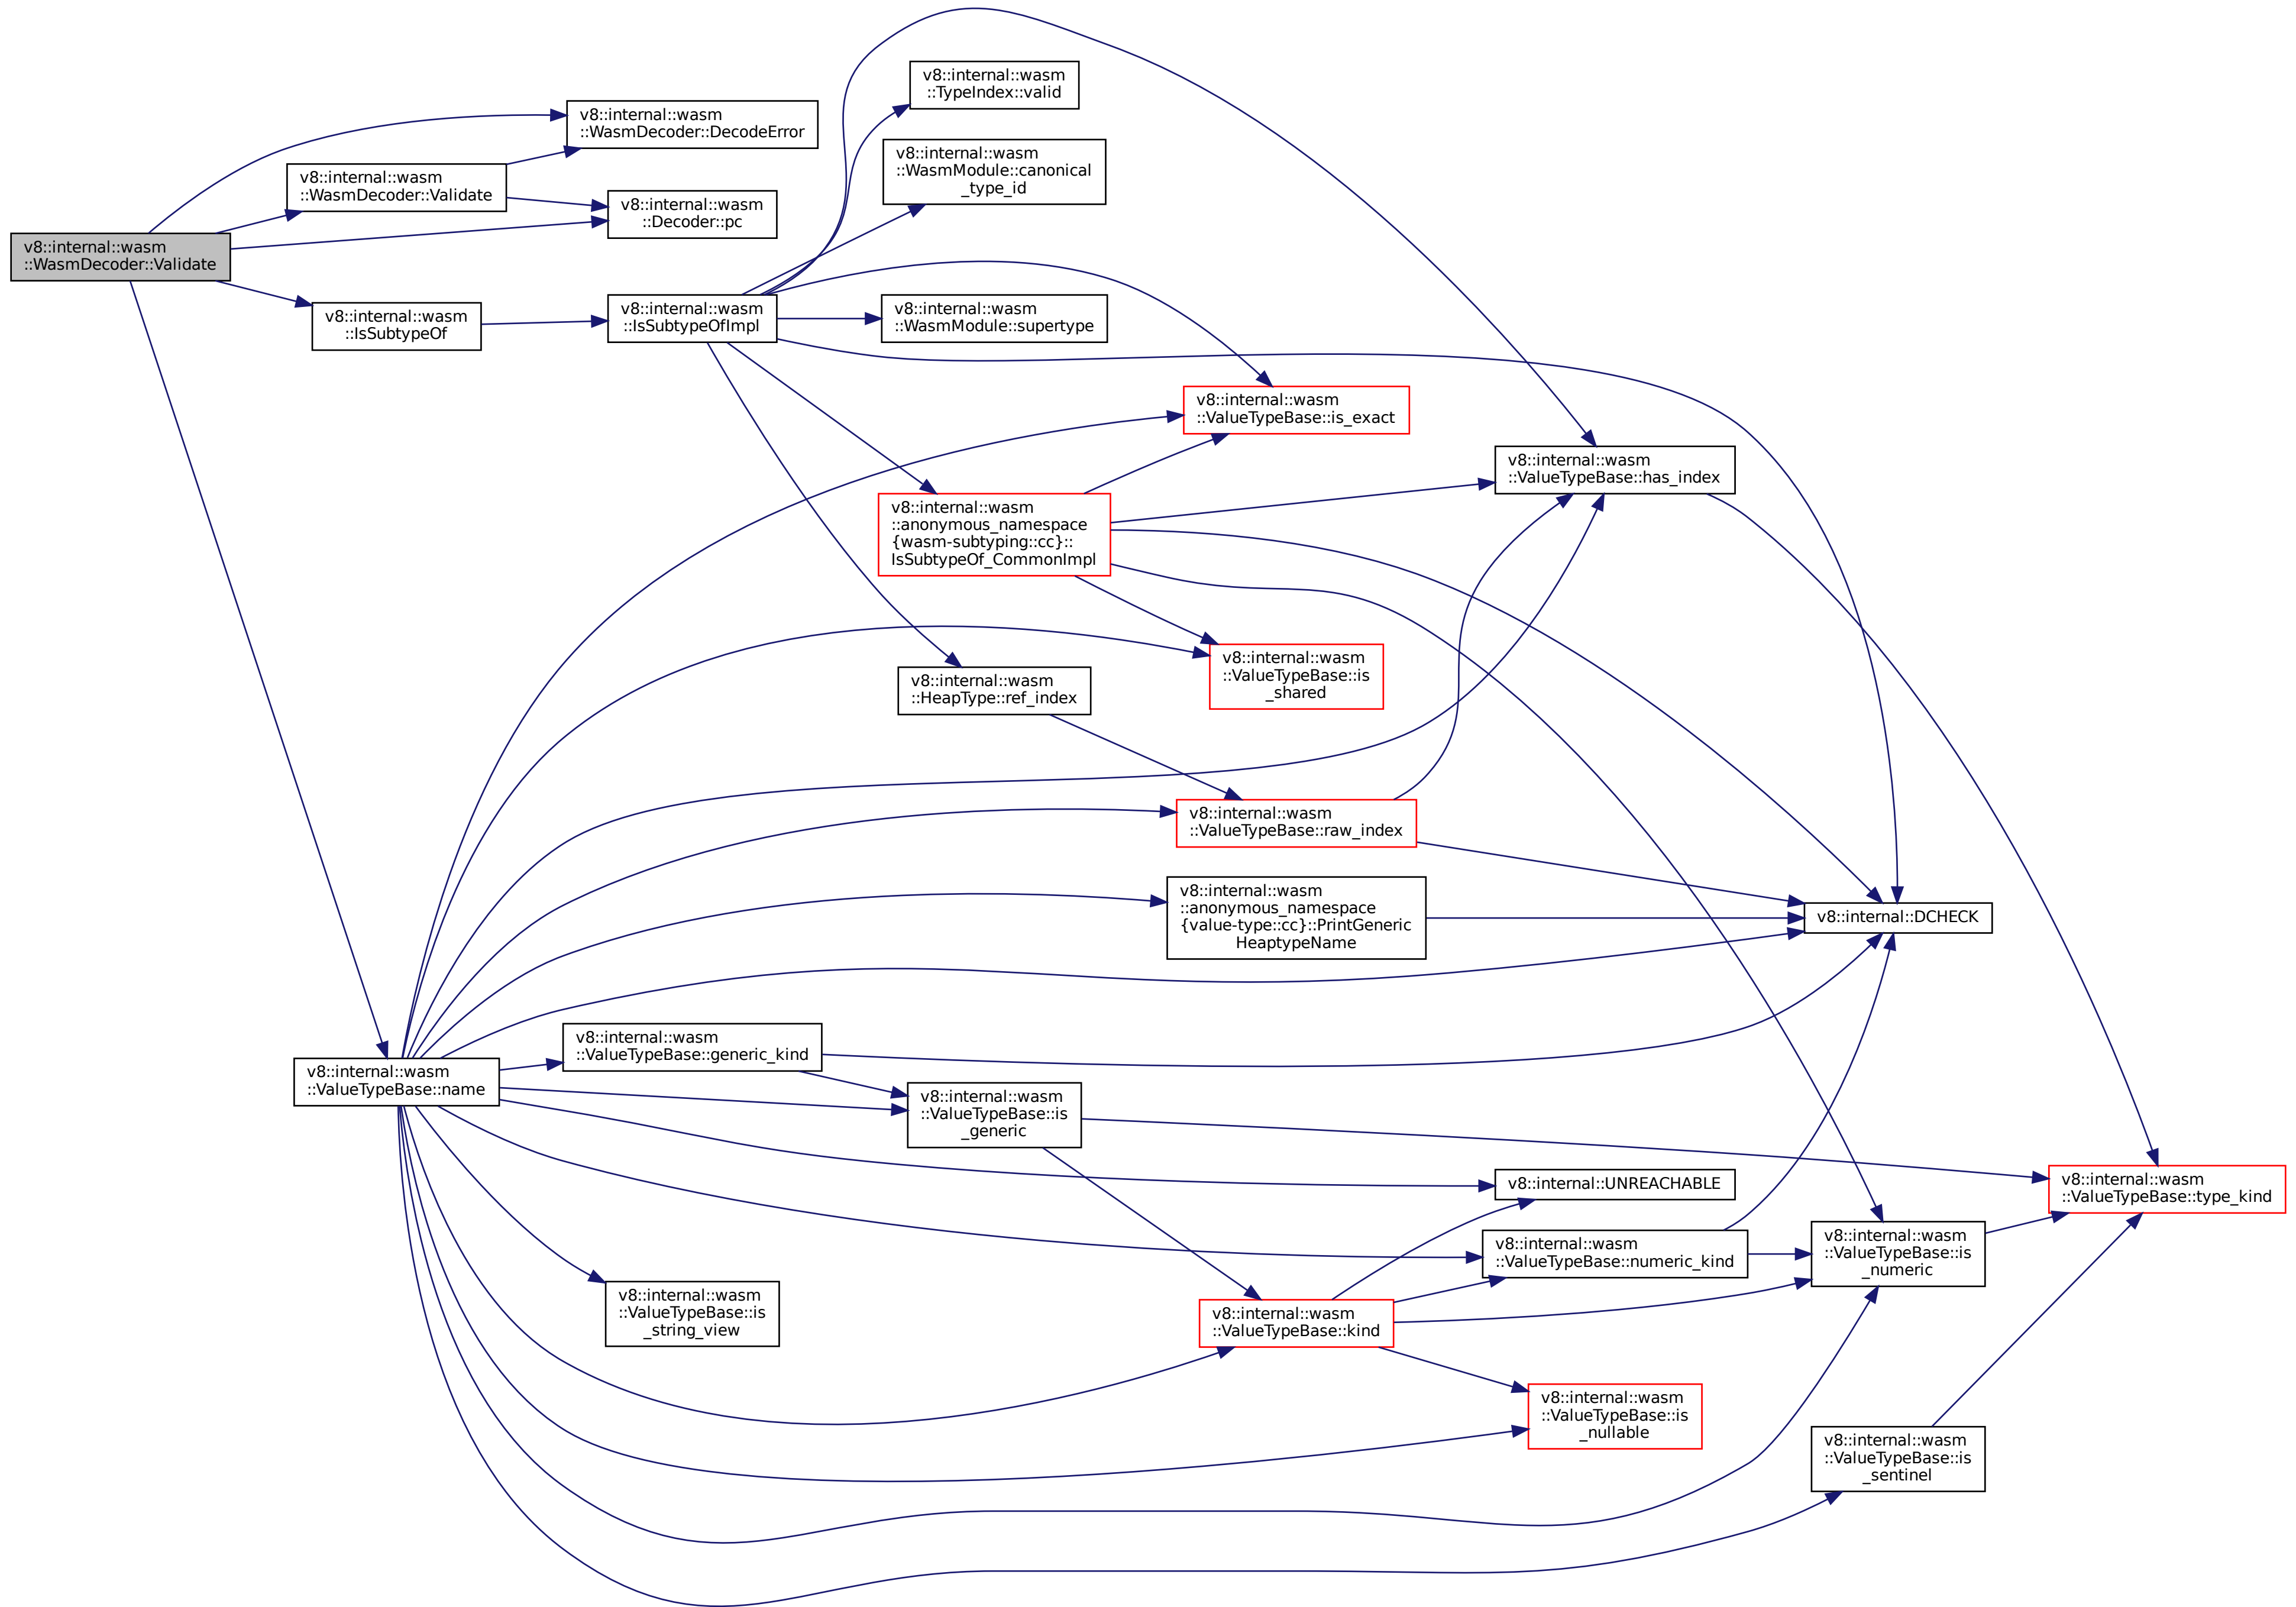 v8::internal::wasm
::TypeIndex::valid
v8::internal::wasm
::WasmDecoder::DecodeError
v8::internal::wasm
::WasmModule::canonical
_type_id
v8::internal::wasm
::WasmDecoder::Validate
v8::internal::wasm
::Decoder::pc
v8::internal::wasm
::WasmDecoder::Validate
v8::internal::wasm
::IsSubtypeOf
v8::internal::wasm
::IsSubtypeOfImpl
v8::internal::wasm
::WasmModule::supertype
v8::internal::wasm
::ValueTypeBase::is_exact
v8::internal::wasm
::ValueTypeBase::has_index
v8::internal::wasm
::anonymous_namespace
{wasm-subtyping::cc}::
IsSubtypeOf_CommonImpl
v8::internal::wasm
::ValueTypeBase::is
_shared
v8::internal::wasm
::HeapType::ref_index
v8::internal::wasm
::ValueTypeBase::raw_index
v8::internal::wasm
::anonymous_namespace
{value-type::cc}::PrintGeneric
HeaptypeName
v8::internal::DCHECK
v8::internal::wasm
::ValueTypeBase::generic_kind
v8::internal::wasm
::ValueTypeBase::name
v8::internal::wasm
::ValueTypeBase::is
_generic
v8::internal::UNREACHABLE
v8::internal::wasm
::ValueTypeBase::type_kind
v8::internal::wasm
::ValueTypeBase::numeric_kind
v8::internal::wasm
::ValueTypeBase::is
_numeric
v8::internal::wasm
::ValueTypeBase::is
_string_view
v8::internal::wasm
::ValueTypeBase::kind
v8::internal::wasm
::ValueTypeBase::is
_nullable
v8::internal::wasm
::ValueTypeBase::is
_sentinel